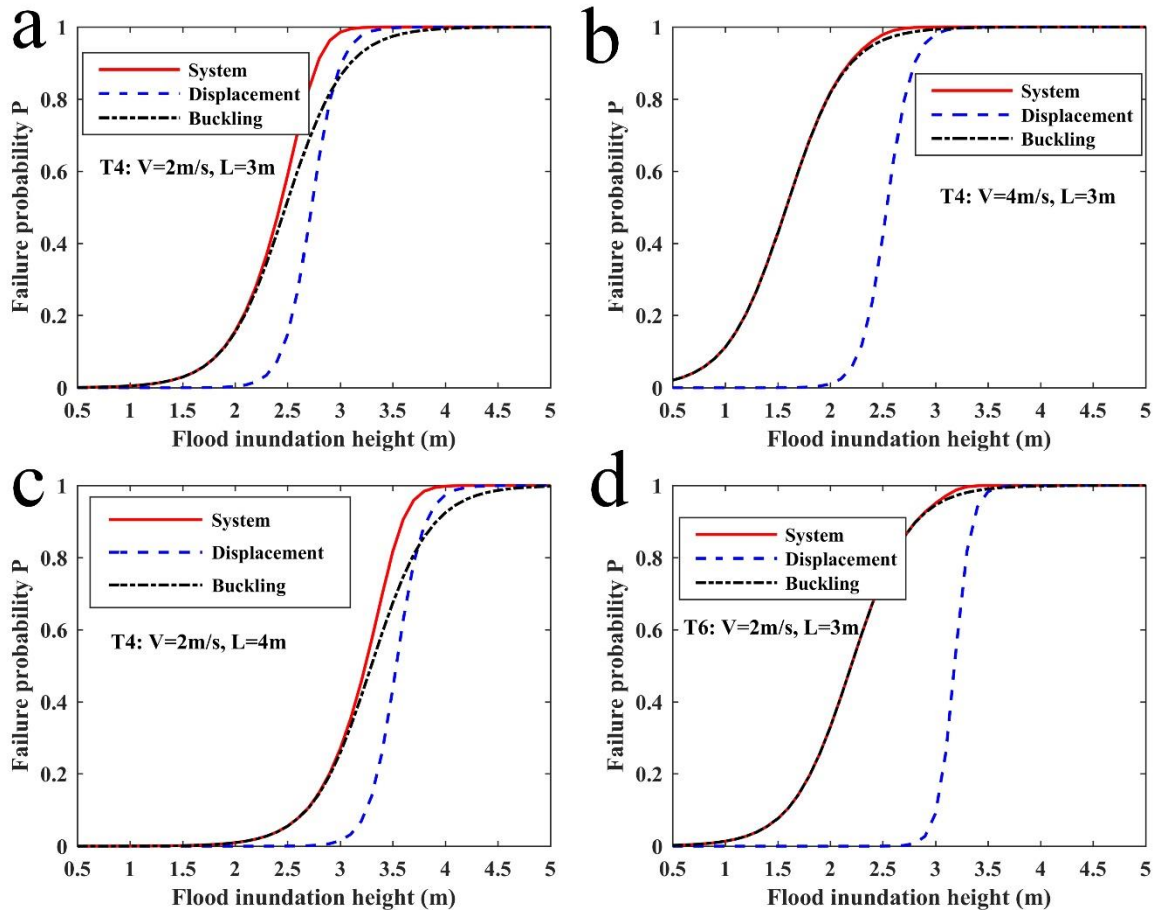 a
Failure probability P
1
0.8
0.6
0.4
0.2
0
System
Displacement
Buckling
T4: V=2m/s, L=3m
0.5 1 1.5 2 2.5 3 3.5 4 4.5 5
Flood inundation height (m)
b
Failure probability P
1
0.8
0.6
0.4
0.2
0
System
Displacement
Buckling
T4: V=4m/s, L=3m
0.5 1 1.5 2 2.5 3 3.5 4 4.5 5
Flood inundation height (m)
c
Failure probability P
1
0.8
0.6
0.4
0.2
0
System
Displacement
Buckling
T4: V=2m/s, L=4m
0.5 1 1.5 2 2.5 3 3.5 4 4.5 5
Flood inundation height (m)
d
Failure probability P
1
0.8
0.6
0.4
0.2
0
System
Displacement
Buckling
T6: V=2m/s, L=3m
0.5 1 1.5 2 2.5 3 3.5 4 4.5 5
Flood inundation height (m)